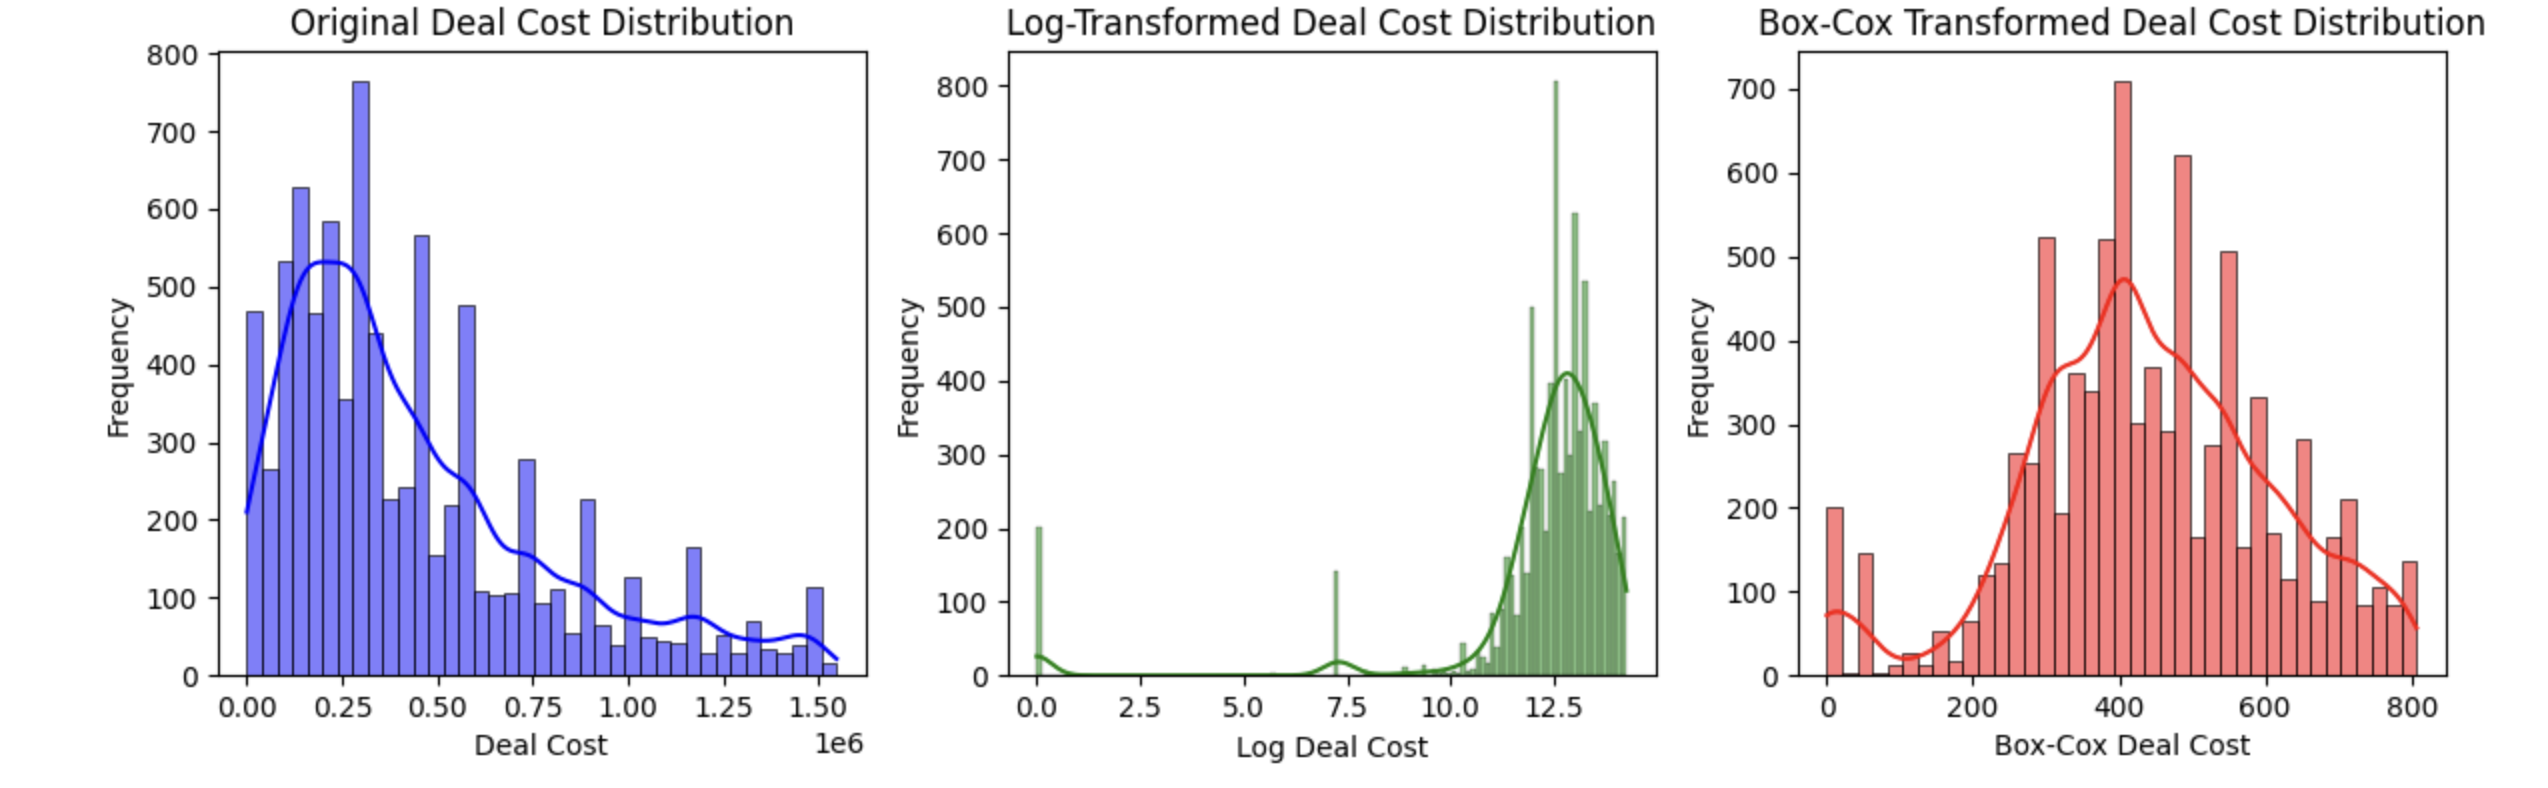 Original Deal Cost Distribution
800
700
600
500
400
300
200
100
0
Frequency
0.00 0.25 0.50 0.75 1.00 1.25 1.50
1e6
Deal Cost
Log-Transformed Deal Cost Distribution
800
700
600
500
400
300
200
100
0
Frequency
0.0 2.5 5.0 7.5 10.0 12.5
Log Deal Cost
Box-Cox Transformed Deal Cost Distribution
700
600
500
400
300
200
100
0
Frequency
0 200 400 600 800
Box-Cox Deal Cost